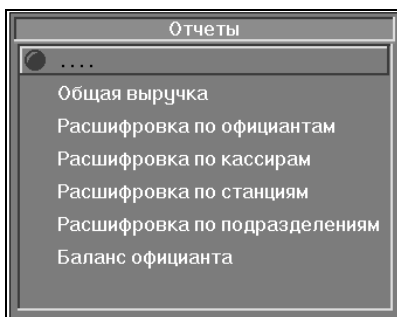 Отчеты
....
Общая выручка
Расшифровка по официантам
Расшифровка по кассирам
Расшифровка по станциям
Расшифровка по подразделениям
Баланс официанта